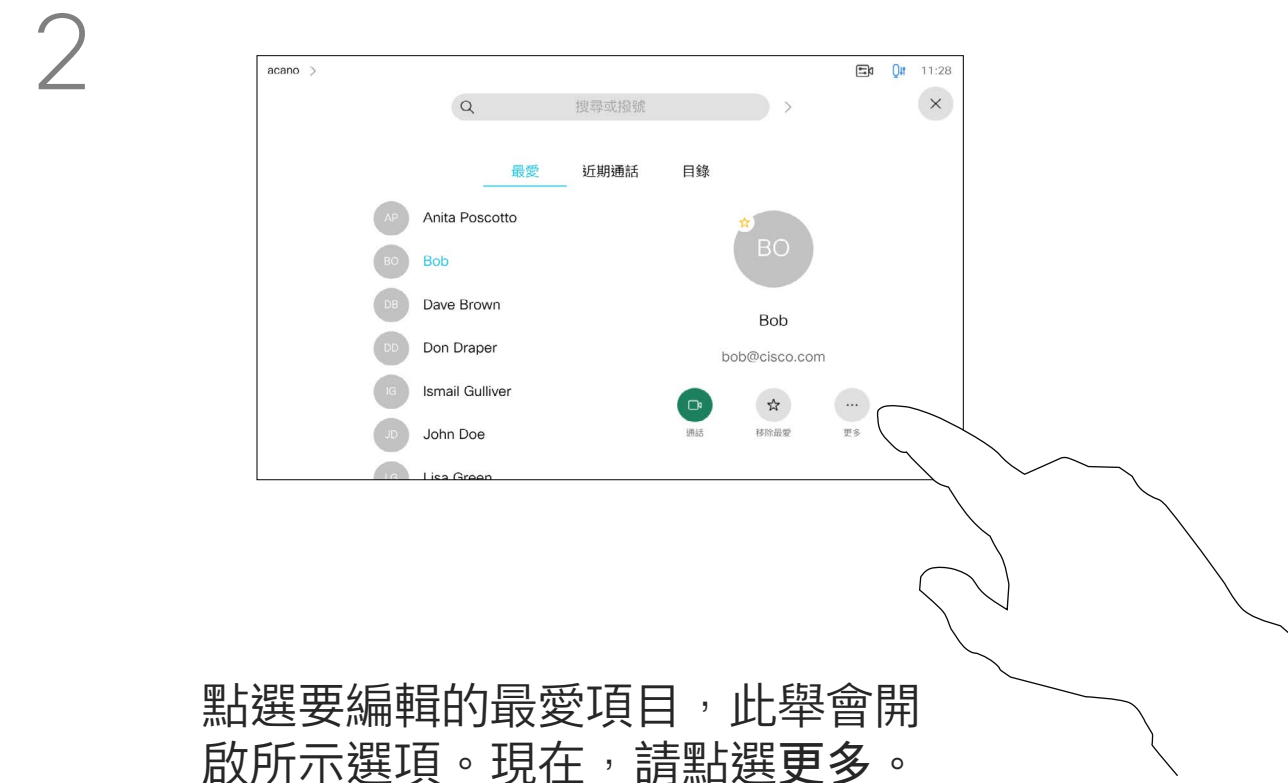 2
acano >
11:28
搜尋或撥號
最愛 近期通話 目錄
AP Anita Poscotto
BO Bob
DB Dave Brown
DD Don Draper
IG Ismail Gulliver
JD John Doe
LG Lisa Green
BO
Bob
bob@cisco.com
通話 移除最愛 更多
點選要編輯的最愛項目，此舉會開
啟所示選項。現在，請點選更多。